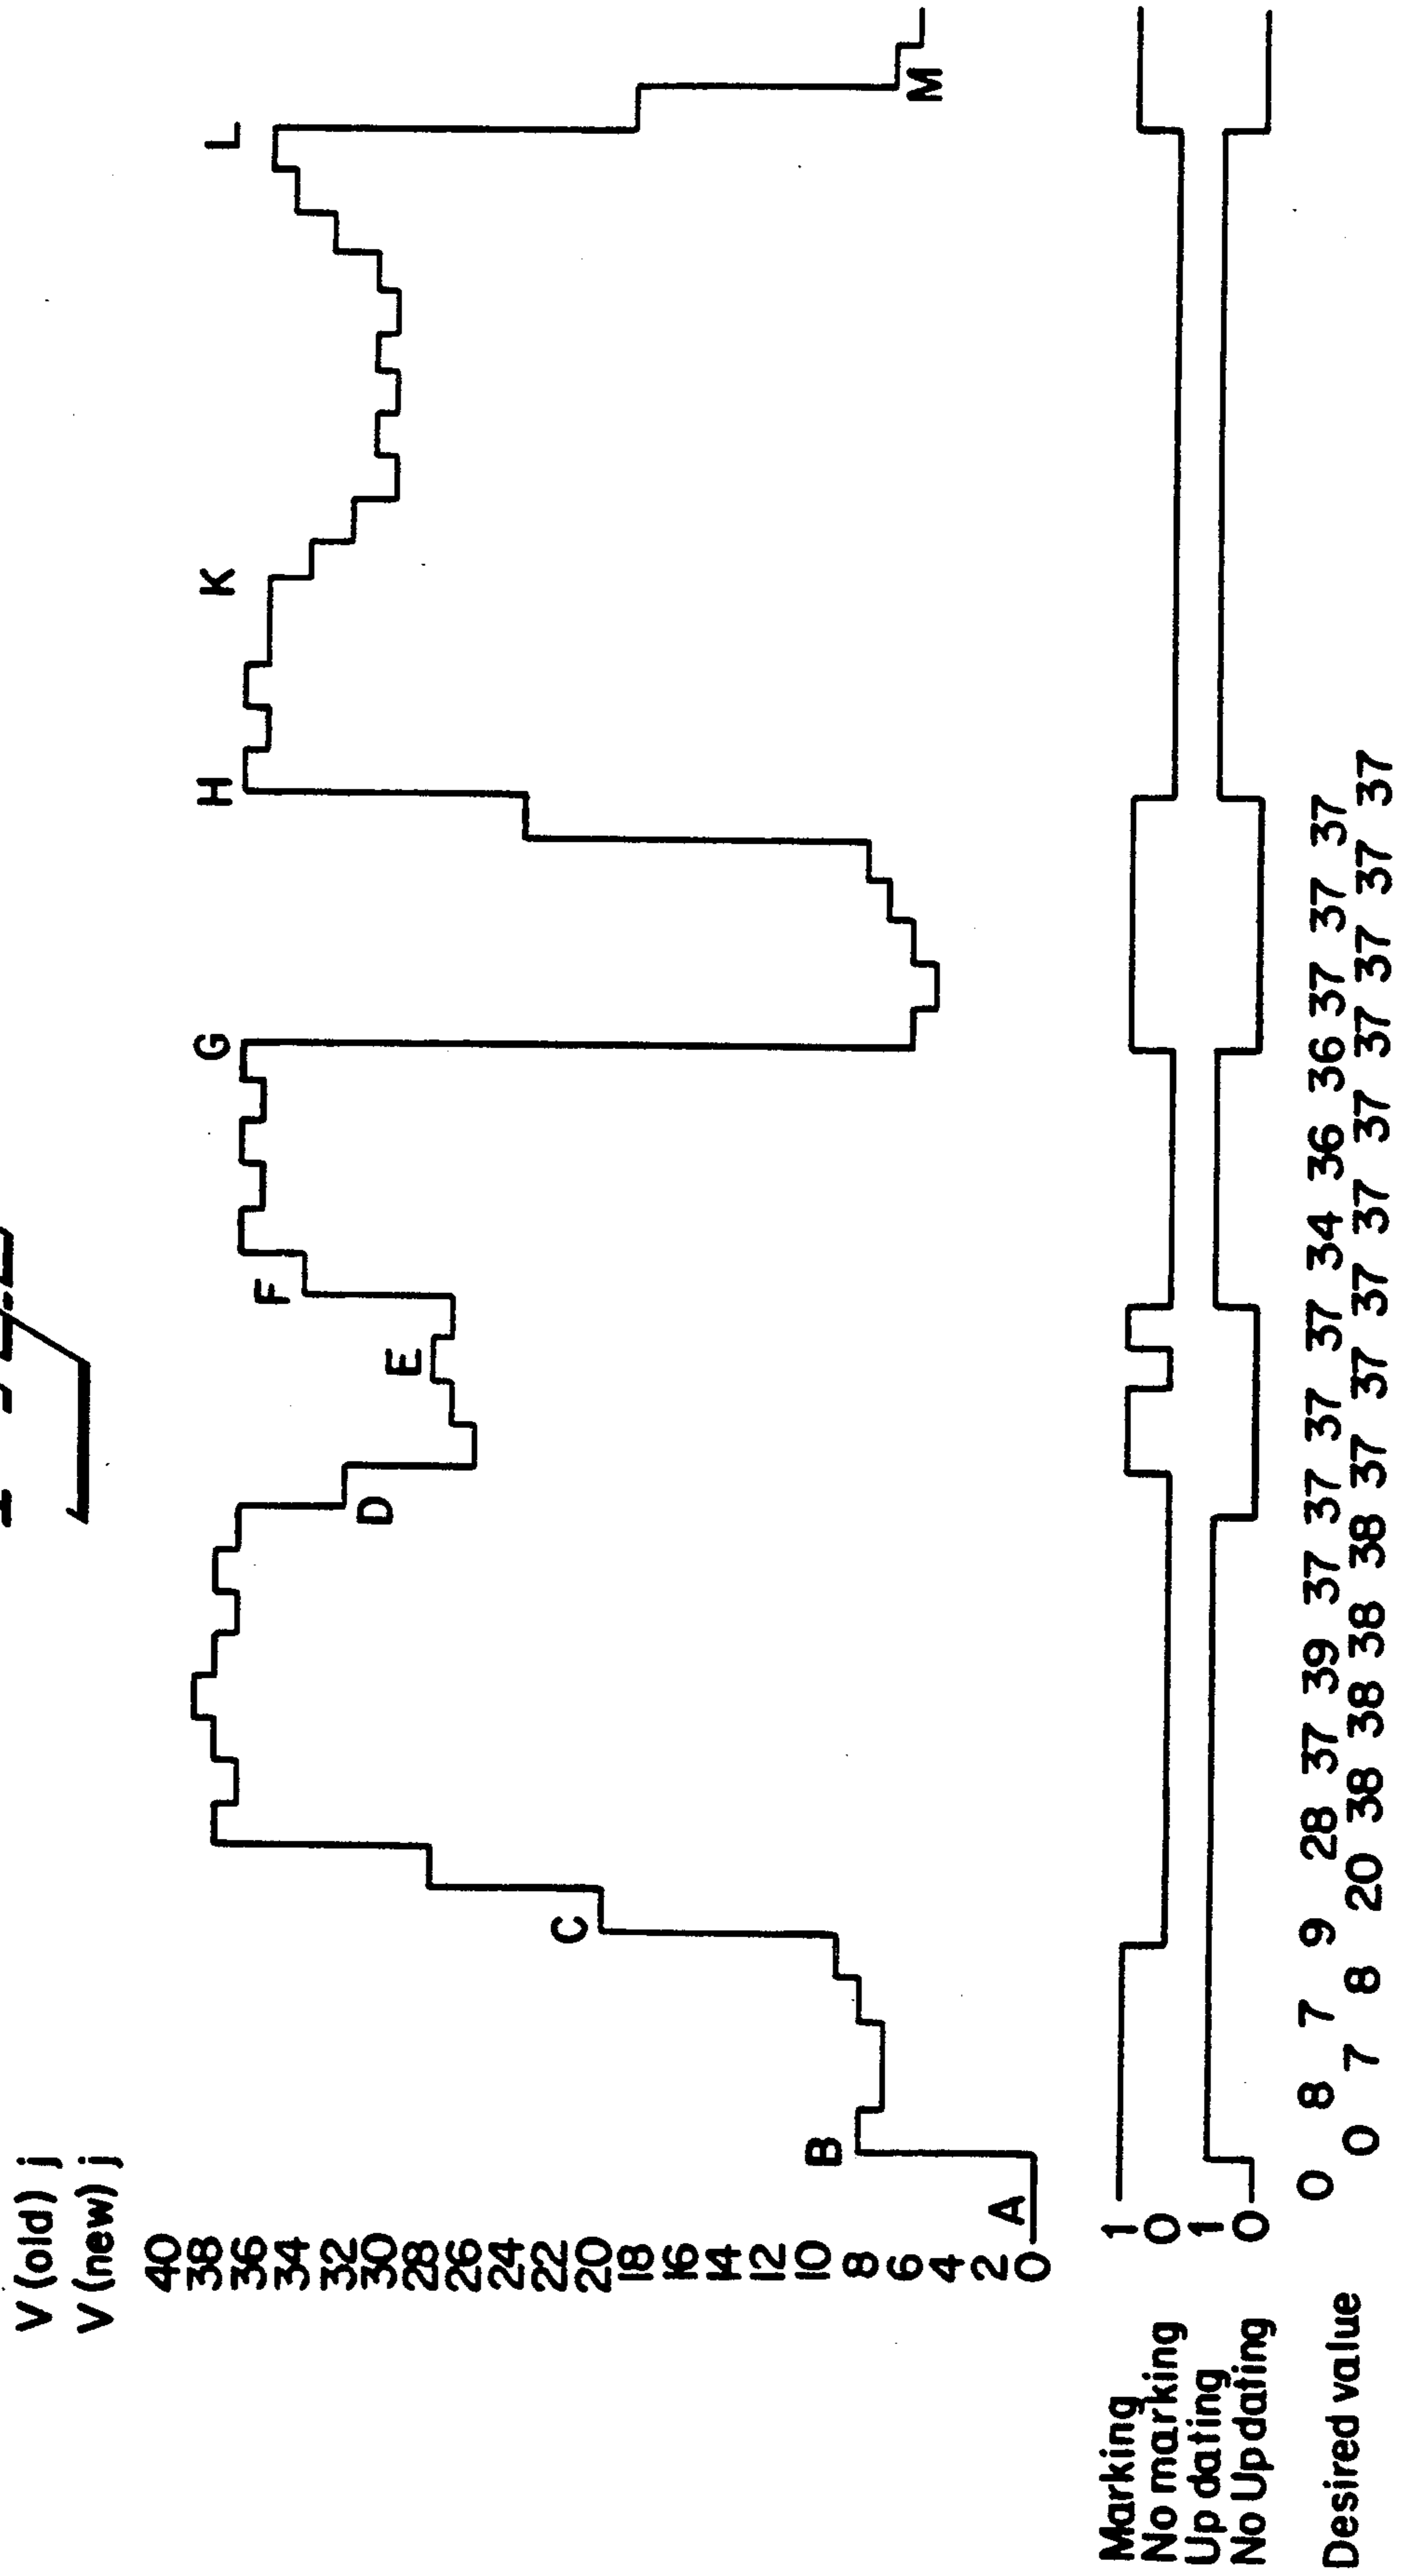 V (old) j
V (new) j
40
38
36
34
32
30
28
26
24
22
20
18
16
14
12
10
8
6
4
2
0
A B C D E F G H K L M
Marking 1
No marking 0
Up dating 1
No Updating 0
Desired value
0 8 7 9 28 37 39 37 37 37 37 34 36 36 37 37 37
0 7 8 20 38 38 38 38 37 37 37 37 37 37 37 37 37